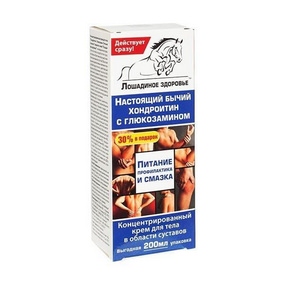 Действует
сразу!
Лошадиное здоровье
Настоящий бычий
хондроитин
с глюкозамином
30% в подарок
Питание
профилактика
и смазка
Концентрированный
крем для тела
в области суставов
Выгодная 200мл упаковка